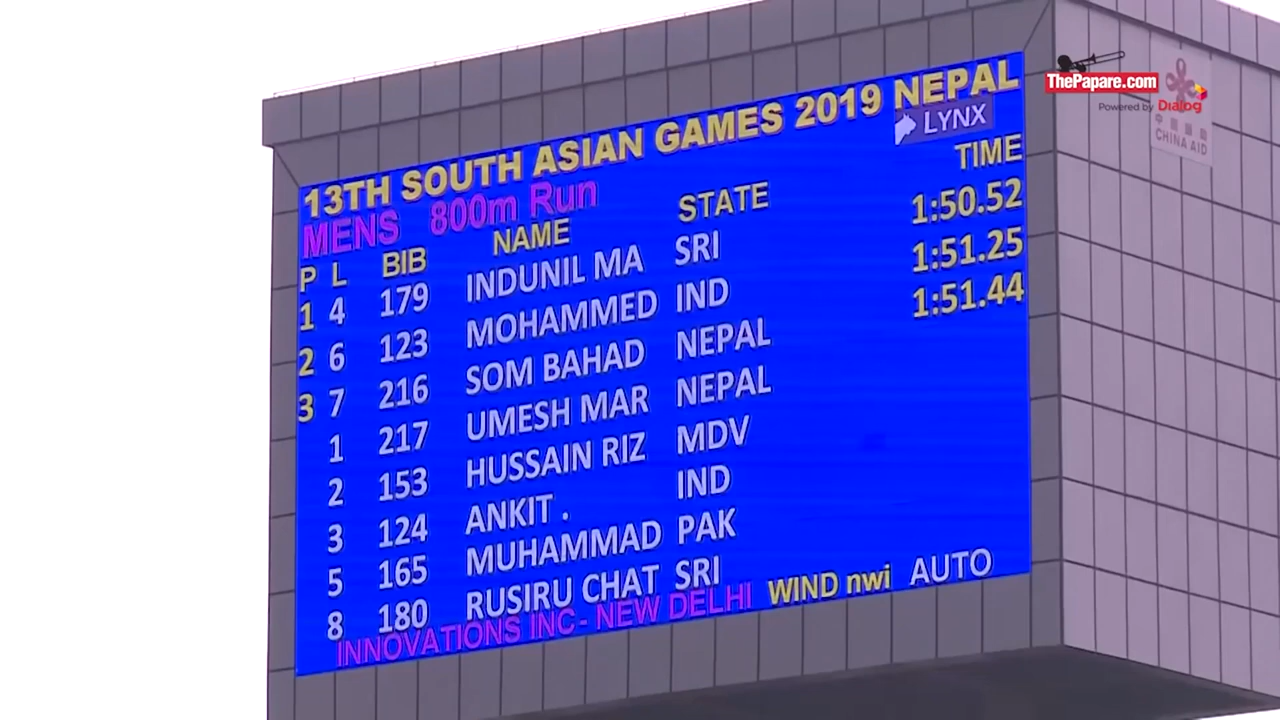 13TH SOUTH ASIAN GAMES 2019 NEPAL
LYNX
MENS 800m Run
P L BIB NAME STATE TIME
1 4 179 INDUNIL MA SRI 1:50.52
2 6 123 MOHAMMED IND 1:51.25
3 7 216 SOM BAHAD NEPAL 1:51.44
1 217 UMESH MAR NEPAL
2 153 HUSSAIN RIZ MDV
3 124 ANKIT . IND
5 165 MUHAMMAD PAK
8 180 RUSIRU CHAT SRI
INNOVATIONS INC- NEW DELHI WIND nwi AUTO
ThePapare.com
Powered by Dialog
中国援助
CHINA AID